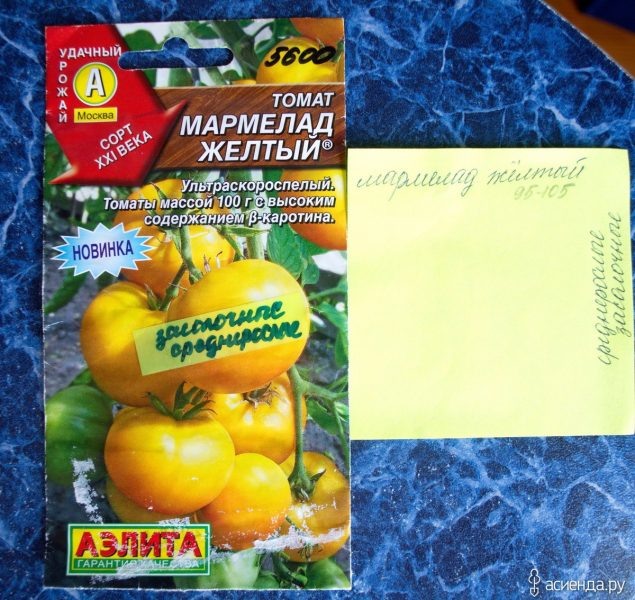 УДАЧНЫЙ
УРОЖАЙ
А
Москва
СОРТ
XXI ВЕКА
5600
ТОМАТ
МАРМЕЛАД
ЖЕЛТЫЙ®
Ультраскороспелый.
Томаты массой 100 г с высоким
содержанием β-каротина.
НОВИНКА
засолочные
среднерослые
АЭЛИТА
ГАРАНТИЯ КАЧЕСТВА
мармелад жёлтый
95-105
среднерослые
засолочные
асиенда.ру